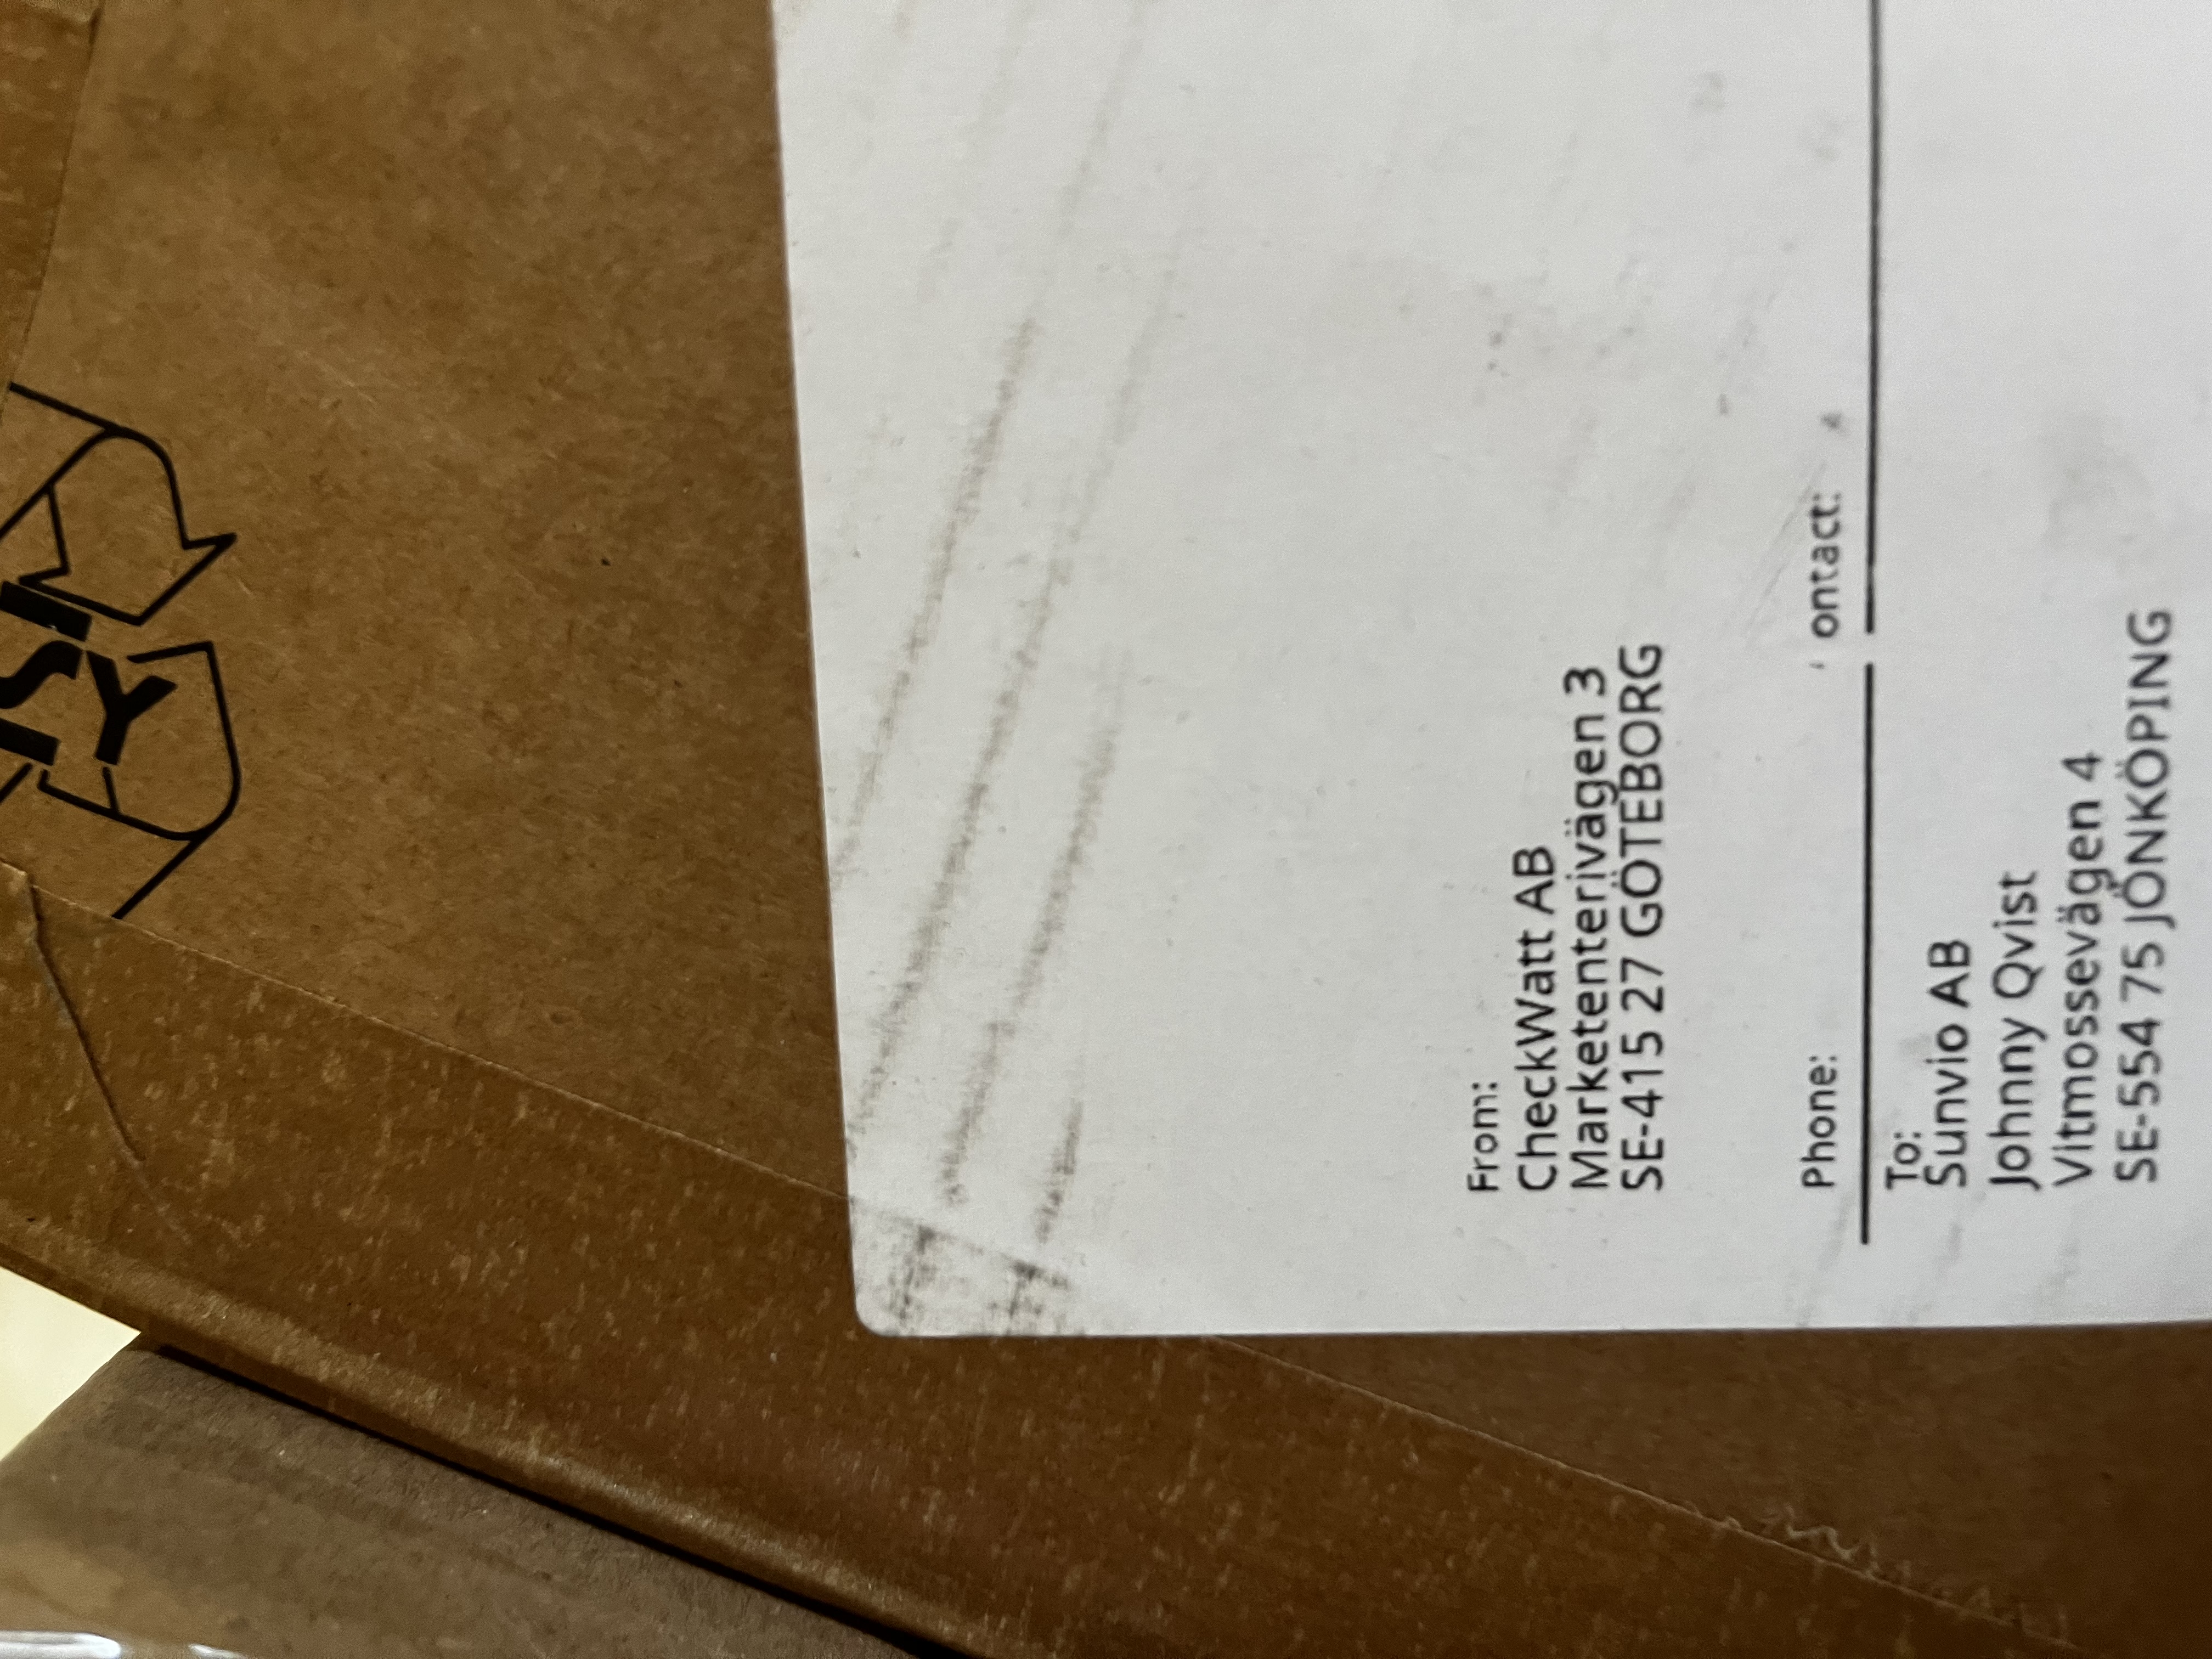 From:
CheckWatt AB
Marketenterivägen 3
SE-415 27 GÖTEBORG
Phone: ontact:
To:
Sunvio AB
Johnny Qvist
Vitmossevägen 4
SE-554 75 JÖNKÖPING